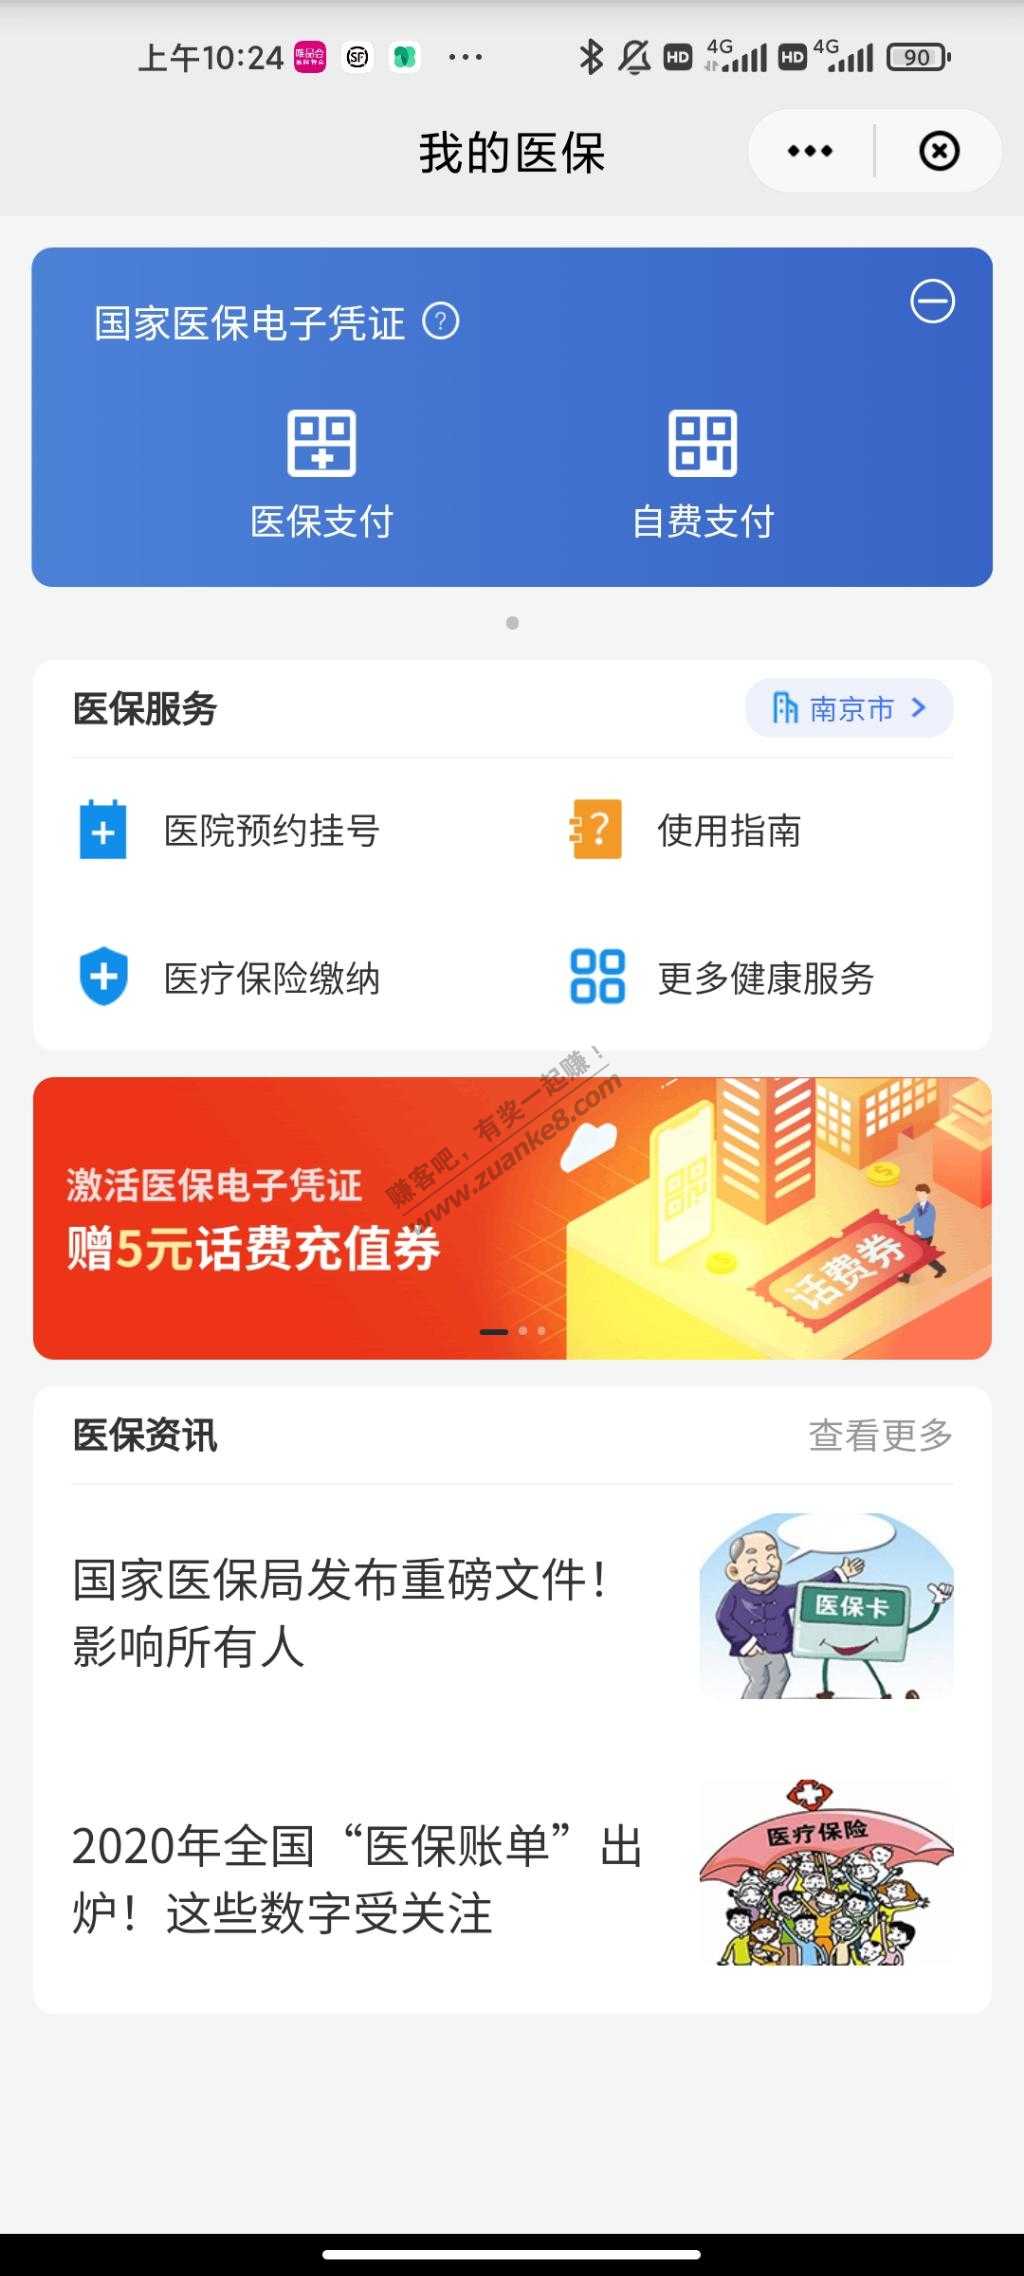 上午10:24 唯品会 SF ··· HD 4G HD 4G 90
我的医保
国家医保电子凭证 ?
医保支付 自费支付
医保服务 南京市
医院预约挂号 使用指南
医疗保险缴纳 更多健康服务
赚客吧，有奖一起赚！
www.zuanke8.com
激活医保电子凭证
赠5元话费充值券
话费券
医保资讯 查看更多
国家医保局发布重磅文件！
影响所有人
医保卡
2020年全国“医保账单”出
炉！这些数字受关注
医疗保险